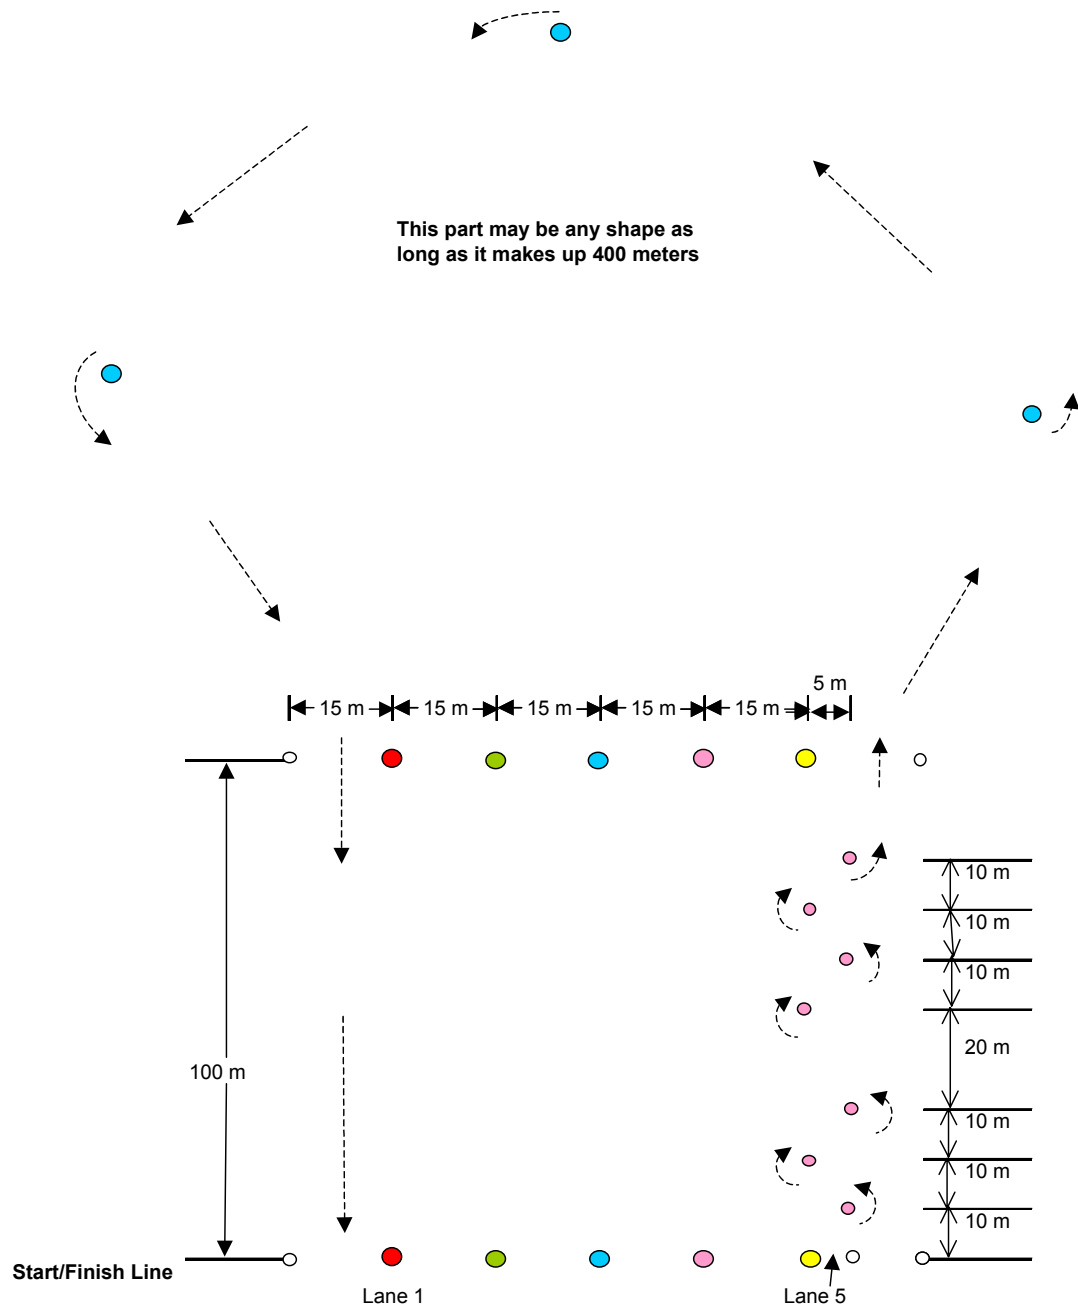 This part may be any shape as
long as it makes up 400 meters
5 m
15 m 15 m 15 m 15 m 15 m
10 m
10 m
10 m
20 m
100 m
10 m
10 m
10 m
Start/Finish Line
Lane 1 Lane 5